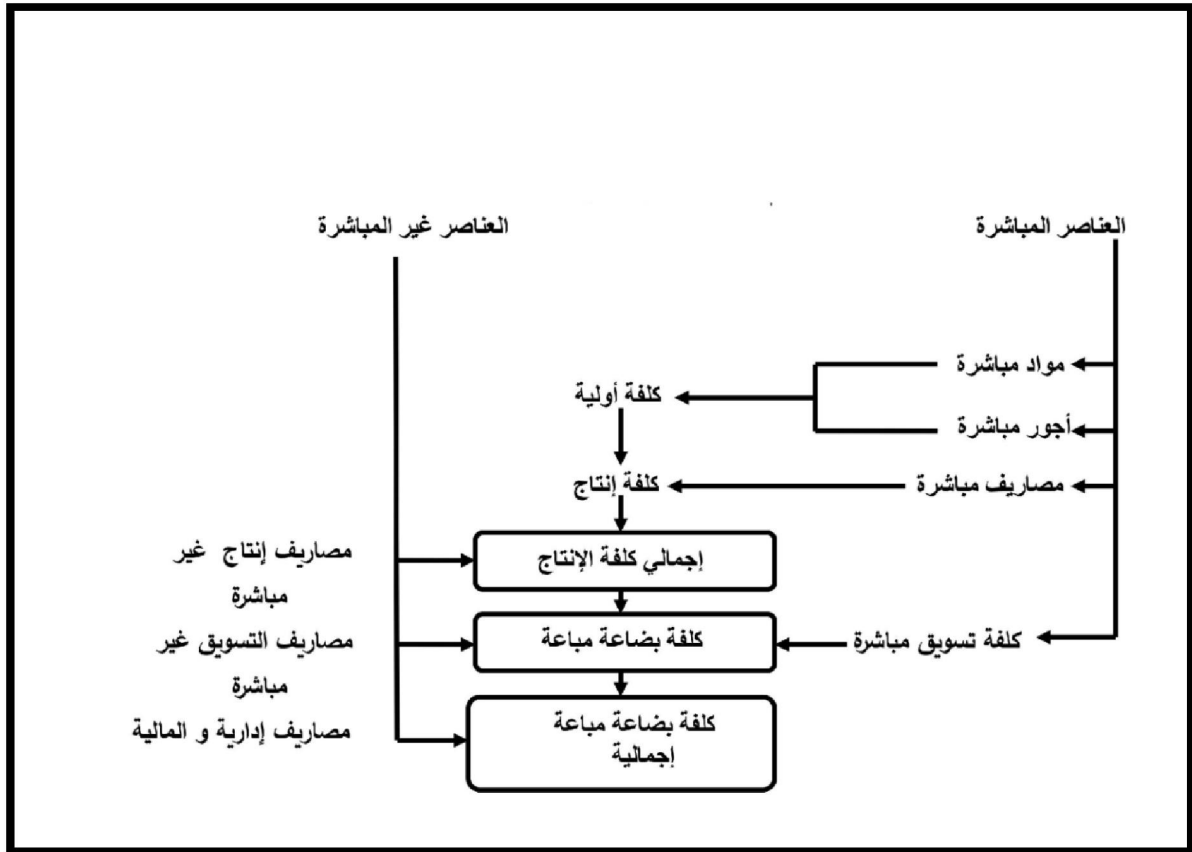 العناصر المباشرة
العناصر غير المباشرة
مواد مباشرة
كلفة أولية
أجور مباشرة
مصاريف مباشرة
كلفة إنتاج
إجمالي كلفة الإنتاج
مصاريف إنتاج غير
مباشرة
كلفة تسويق مباشرة
كلفة بضاعة مباعة
مصاريف التسويق غير
مباشرة
كلفة بضاعة مباعة
إجمالية
مصاريف إدارية و المالية